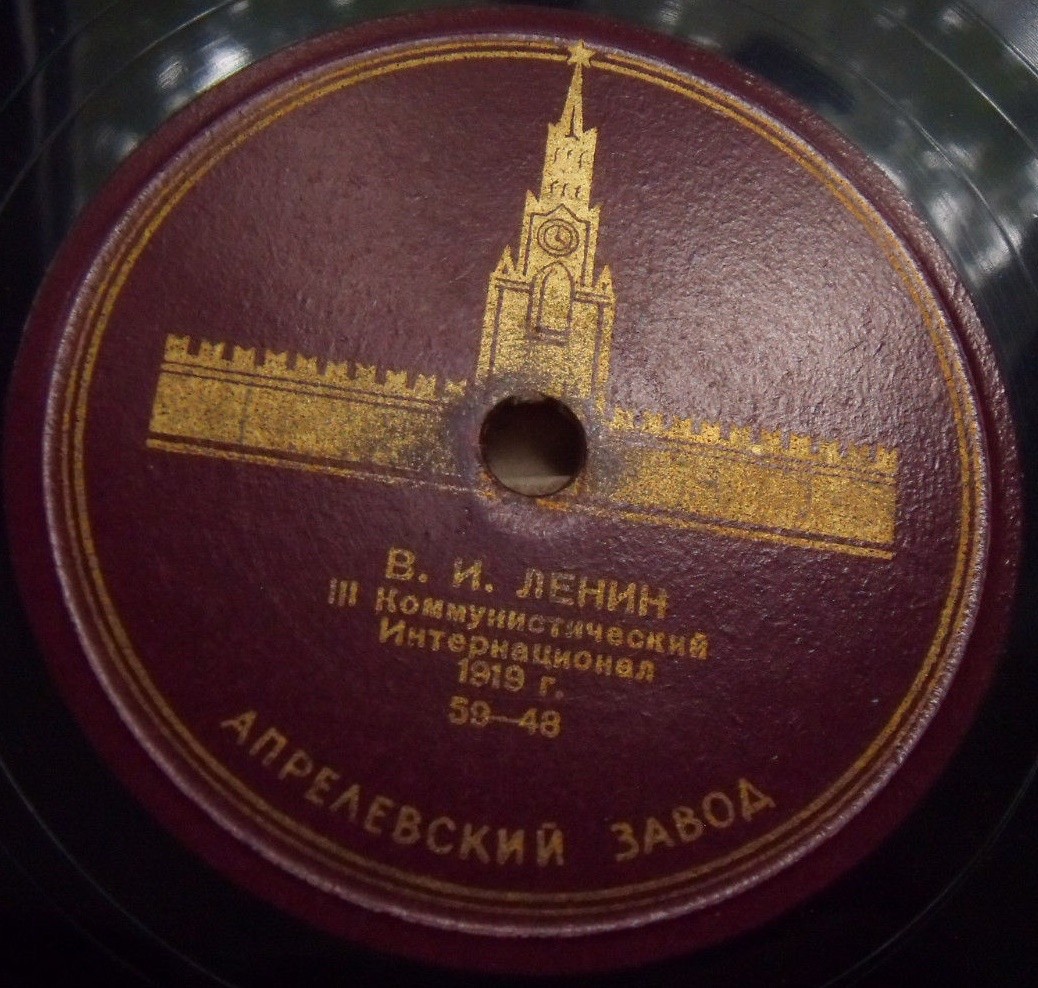 В. И. ЛЕНИН
III Коммунистический
Интернационал
1919 г.
59—48
АПРЕЛЕВСКИЙ ЗАВОД